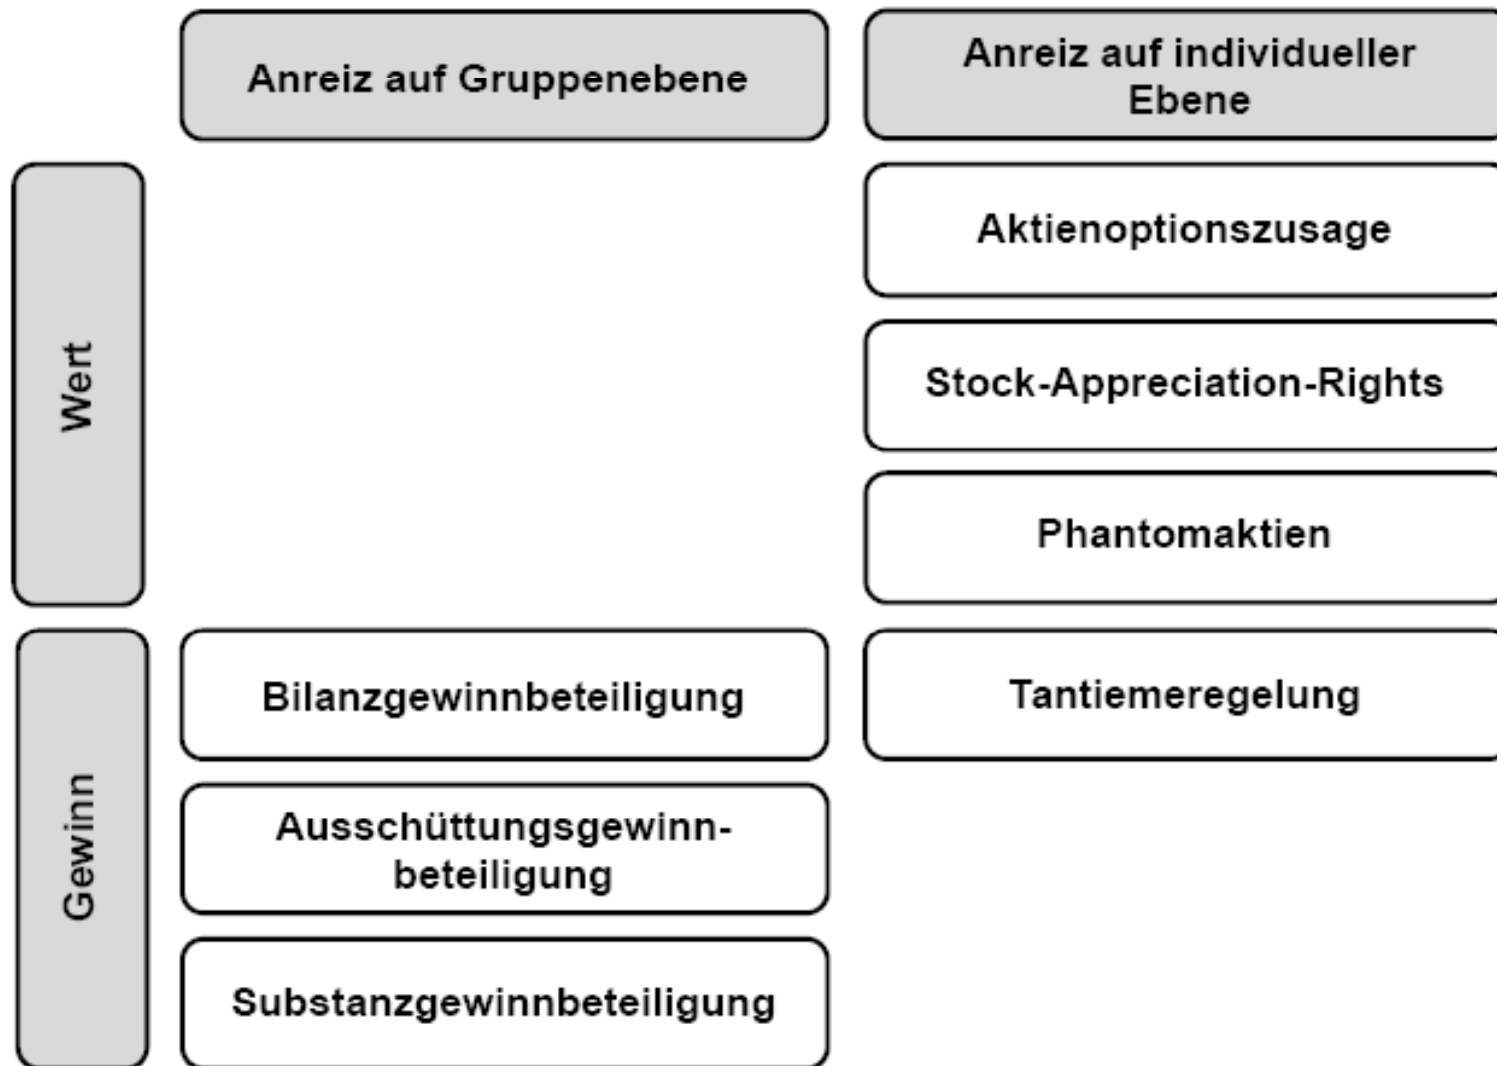 Anreiz auf Gruppenebene
Anreiz auf individueller
Ebene
Wert
Aktienoptionszusage
Stock-Appreciation-Rights
Phantomaktien
Gewinn
Bilanzgewinnbeteiligung
Tantiemeregelung
Ausschüttungsgewinn-
beteiligung
Substanzgewinnbeteiligung